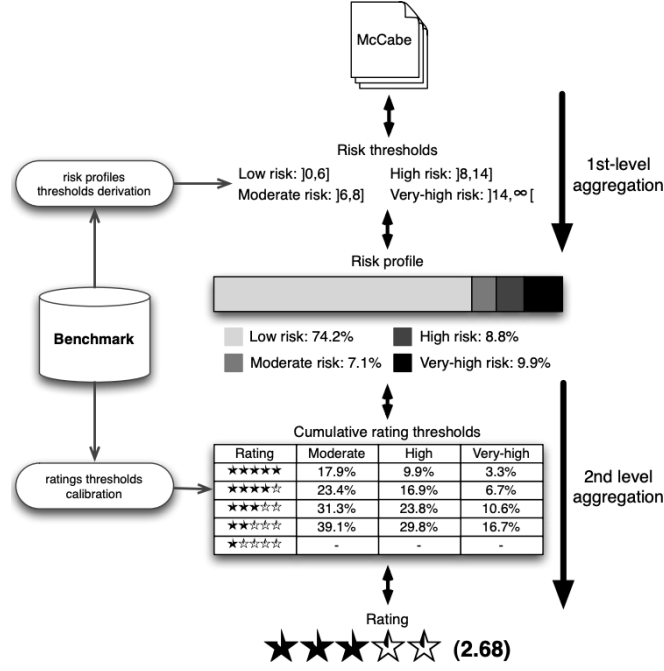 McCabe
Risk thresholds
Low risk: ]0,6] High risk: ]8,14]
Moderate risk: ]6,8] Very-high risk: ]14,∞ [
risk profiles
thresholds derivation
1st-level
aggregation
Risk profile
Low risk: 74.2% High risk: 8.8%
Moderate risk: 7.1% Very-high risk: 9.9%
Benchmark
Cumulative rating thresholds
Rating Moderate High Very-high
★★★★★ 17.9% 9.9% 3.3%
★★★★☆ 23.4% 16.9% 6.7%
★★★☆☆ 31.3% 23.8% 10.6%
★★☆☆☆ 39.1% 29.8% 16.7%
★☆☆☆☆ - - -
ratings thresholds
calibration
2nd level
aggregation
Rating
(2.68)